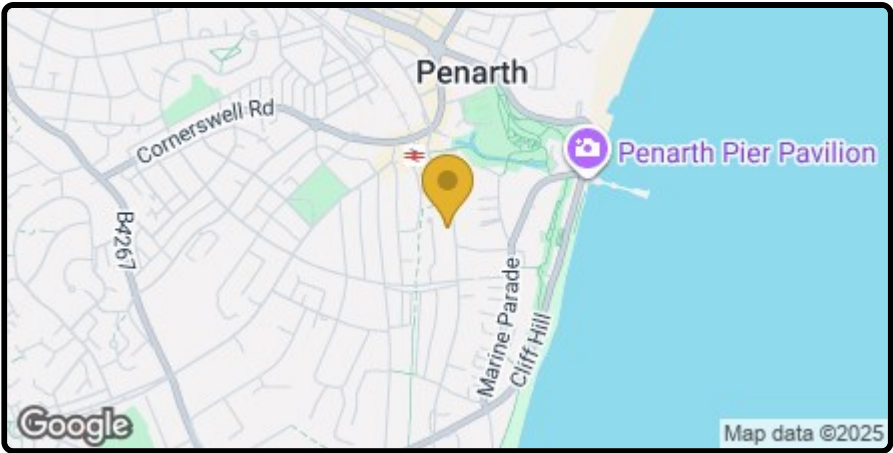 Penarth
Cornerswell Rd
Penarth Pier Pavilion
B4267
Marine Parade
Cliff Hill
Google
Map data ©2025